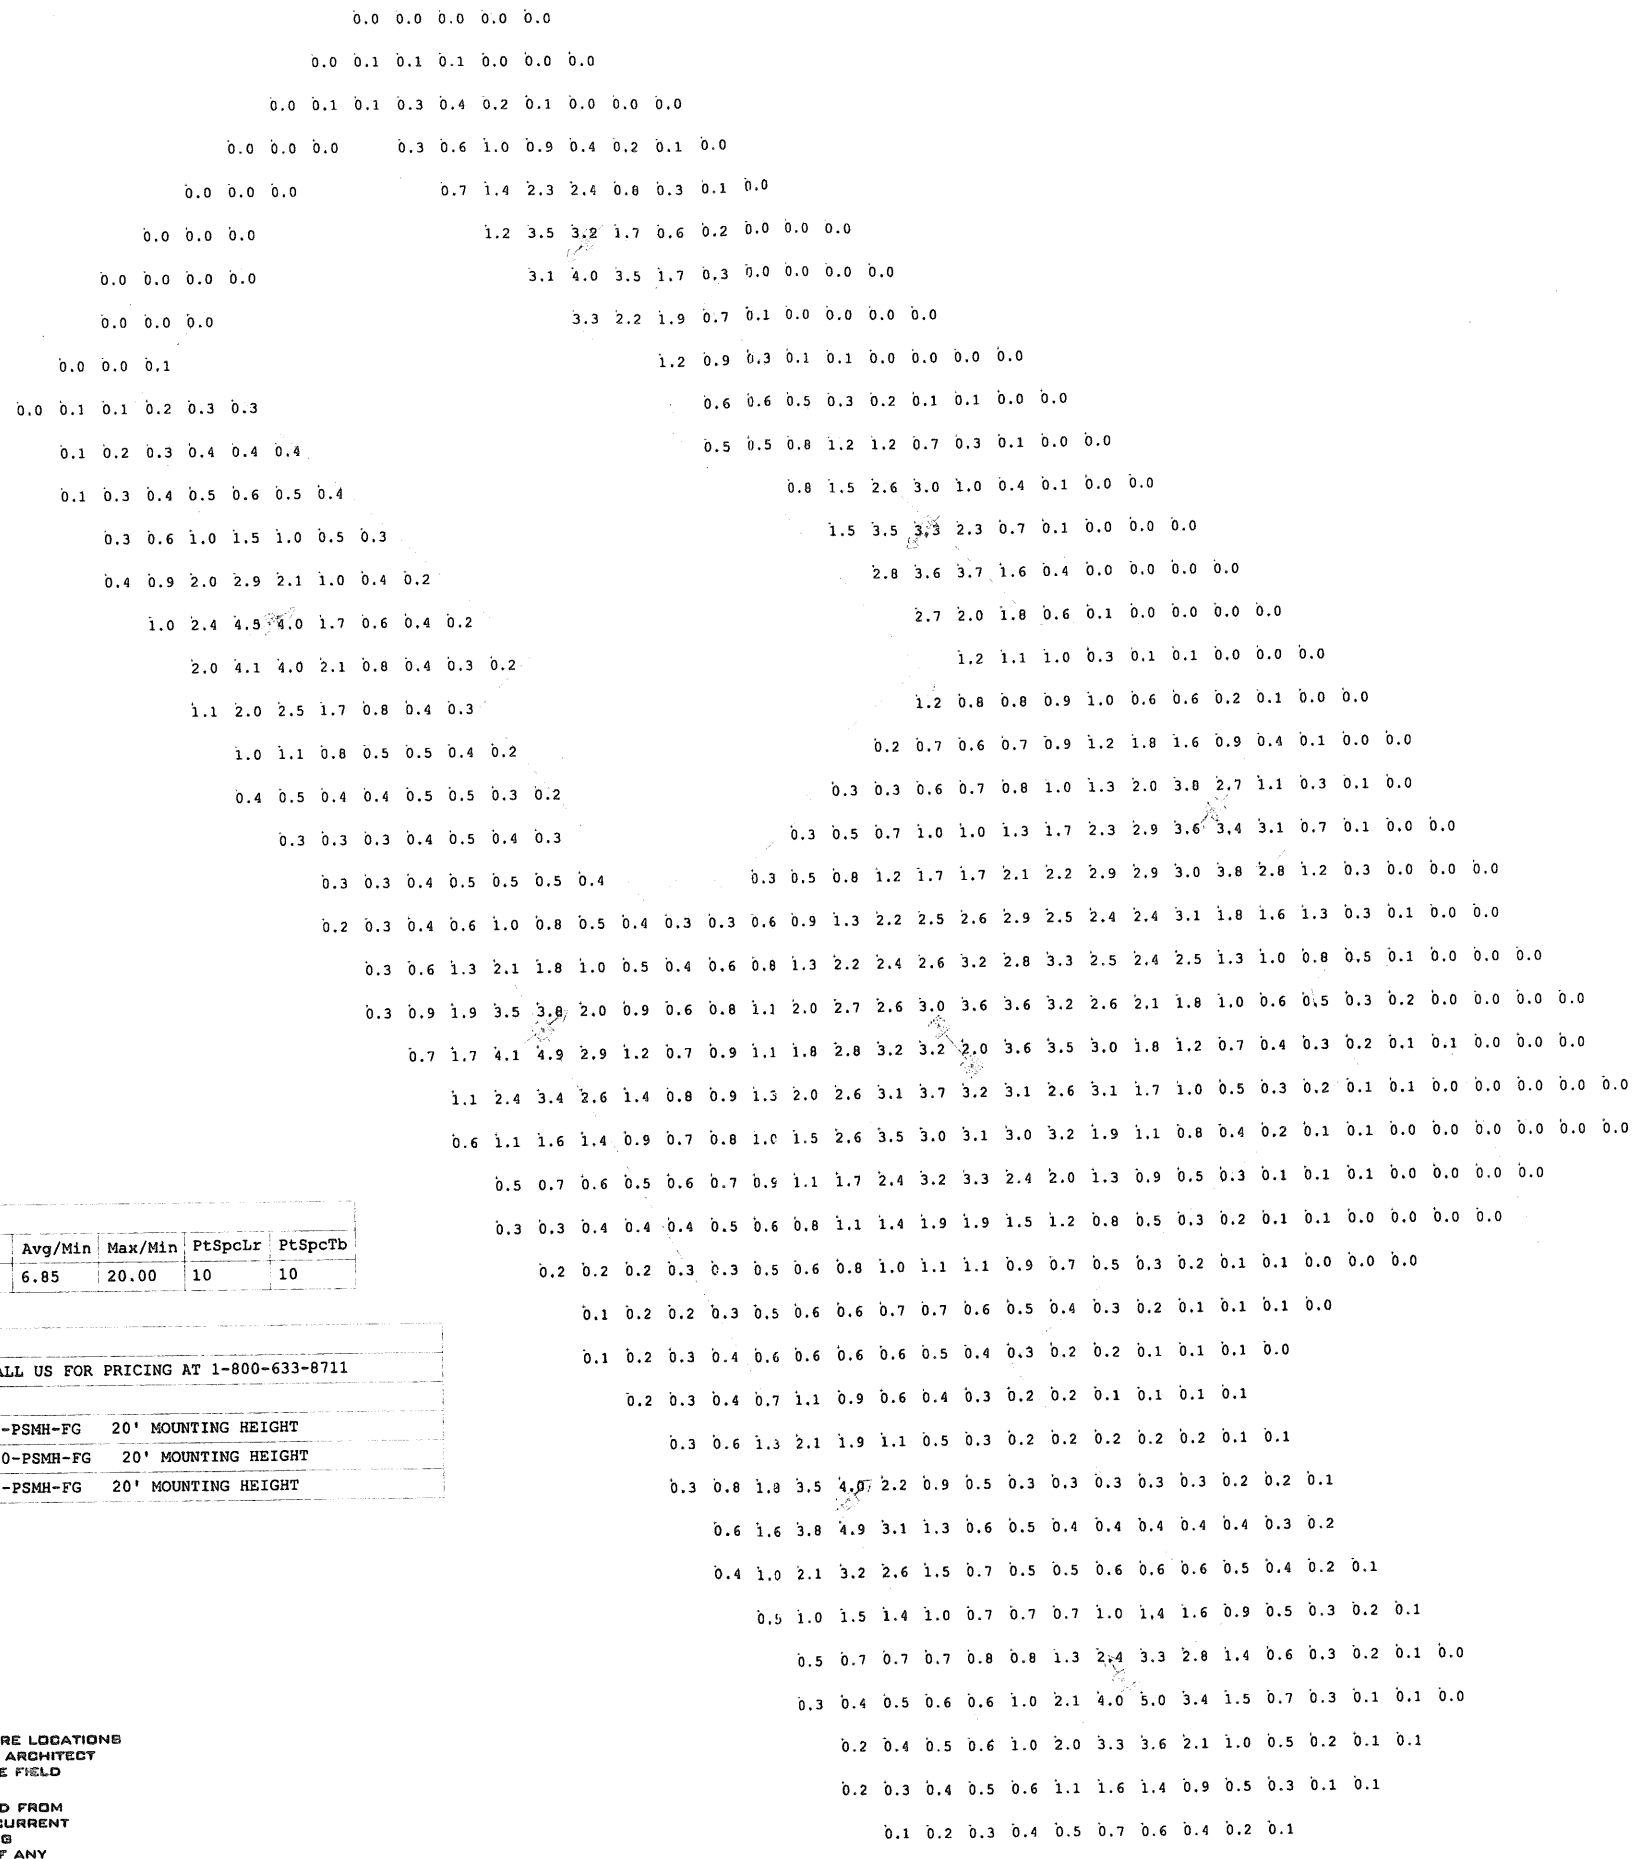 0.0 0.0 0.0 0.0 0.0
0.0 0.1 0.1 0.1 0.0 0.0 0.0
0.0 0.1 0.1 0.3 0.4 0.2 0.1 0.0 0.0 0.0
0.0 0.0 0.0 0.3 0.6 1.0 0.9 0.4 0.2 0.1 0.0
0.0 0.0 0.0 0.7 1.4 2.3 2.4 0.8 0.3 0.1 0.0
0.0 0.0 0.0 1.2 3.5 3.2 1.7 0.6 0.2 0.0 0.0 0.0
0.0 0.0 0.0 0.0 3.1 4.0 3.5 1.7 0.3 0.0 0.0 0.0 0.0
0.0 0.0 0.0 3.3 2.2 1.9 0.7 0.1 0.0 0.0 0.0 0.0
0.0 0.0 0.1 1.2 0.9 0.3 0.1 0.1 0.0 0.0 0.0 0.0
0.0 0.1 0.1 0.2 0.3 0.3 0.6 0.6 0.5 0.3 0.2 0.1 0.1 0.0 0.0
0.1 0.2 0.3 0.4 0.4 0.4 0.5 0.5 0.8 1.2 1.2 0.7 0.3 0.1 0.0 0.0
0.1 0.3 0.4 0.5 0.6 0.5 0.4 0.8 1.5 2.6 3.0 1.0 0.4 0.1 0.0 0.0
0.3 0.6 1.0 1.5 1.0 0.5 0.3 1.5 3.5 3.3 2.3 0.7 0.1 0.0 0.0 0.0
0.4 0.9 2.0 2.9 2.1 1.0 0.4 0.2 2.8 3.6 3.7 1.6 0.4 0.0 0.0 0.0 0.0
1.0 2.4 4.5 4.0 1.7 0.6 0.4 0.2 2.7 2.0 1.8 0.6 0.1 0.0 0.0 0.0 0.0
2.0 4.1 4.0 2.1 0.8 0.4 0.3 0.2 1.2 1.1 1.0 0.3 0.1 0.1 0.0 0.0 0.0
1.1 2.0 2.5 1.7 0.8 0.4 0.3 1.2 0.8 0.8 0.9 1.0 0.6 0.6 0.2 0.1 0.0 0.0
1.0 1.1 0.8 0.5 0.5 0.4 0.2 0.2 0.7 0.6 0.7 0.9 1.2 1.8 1.6 0.9 0.4 0.1 0.0 0.0
0.4 0.5 0.4 0.4 0.5 0.5 0.3 0.2 0.3 0.3 0.6 0.7 0.8 1.0 1.3 2.0 3.8 2.7 1.1 0.3 0.1 0.0
0.3 0.3 0.3 0.4 0.5 0.4 0.3 0.3 0.5 0.7 1.0 1.0 1.3 1.7 2.3 2.9 3.6 3.4 3.1 0.7 0.1 0.0 0.0
0.3 0.3 0.4 0.5 0.5 0.5 0.4 0.3 0.5 0.8 1.2 1.7 1.7 2.1 2.2 2.9 2.9 3.0 3.8 2.8 1.2 0.3 0.0 0.0 0.0
0.2 0.3 0.4 0.6 1.0 0.8 0.5 0.4 0.3 0.3 0.6 0.9 1.3 2.2 2.5 2.6 2.9 2.5 2.4 2.4 3.1 1.8 1.6 1.3 0.3 0.1 0.0 0.0
0.3 0.6 1.3 2.1 1.8 1.0 0.5 0.4 0.6 0.8 1.3 2.2 2.4 2.6 3.2 2.8 3.3 2.5 2.4 2.5 1.3 1.0 0.8 0.5 0.1 0.0 0.0 0.0
0.3 0.9 1.9 3.5 3.8 2.0 0.9 0.6 0.8 1.1 2.0 2.7 2.6 3.0 3.6 3.6 3.2 2.6 2.1 1.8 1.0 0.6 0.5 0.3 0.2 0.0 0.0 0.0 0.0
0.7 1.7 4.1 4.9 2.9 1.2 0.7 0.9 1.1 1.8 2.8 3.2 3.2 2.0 3.6 3.5 3.0 1.8 1.2 0.7 0.4 0.3 0.2 0.1 0.1 0.0 0.0 0.0
1.1 2.4 3.4 2.6 1.4 0.8 0.9 1.3 2.0 2.6 3.1 3.7 3.2 3.1 2.6 3.1 1.7 1.0 0.5 0.3 0.2 0.1 0.1 0.0 0.0 0.0 0.0 0.0
0.6 1.1 1.6 1.4 0.9 0.7 0.8 1.0 1.5 2.6 3.5 3.0 3.1 3.0 3.2 1.9 1.1 0.8 0.4 0.2 0.1 0.1 0.0 0.0 0.0 0.0 0.0 0.0
0.5 0.7 0.6 0.5 0.6 0.7 0.9 1.1 1.7 2.4 3.2 3.3 2.4 2.0 1.3 0.9 0.5 0.3 0.1 0.1 0.1 0.0 0.0 0.0 0.0
0.3 0.3 0.4 0.4 0.4 0.5 0.6 0.8 1.1 1.4 1.9 1.9 1.5 1.2 0.8 0.5 0.3 0.2 0.1 0.1 0.0 0.0 0.0 0.0
Avg/Min Max/Min PtSpcLr PtSpcTb
6.85 20.00 10 10
0.2 0.2 0.2 0.3 0.3 0.5 0.6 0.8 1.0 1.1 1.1 0.9 0.7 0.5 0.3 0.2 0.1 0.1 0.0 0.0 0.0
0.1 0.2 0.2 0.3 0.5 0.6 0.6 0.7 0.7 0.6 0.5 0.4 0.3 0.2 0.1 0.1 0.1 0.0
0.1 0.2 0.3 0.4 0.6 0.6 0.6 0.6 0.5 0.4 0.3 0.2 0.2 0.1 0.1 0.1 0.0
ALL US FOR PRICING AT 1-800-633-8711
0.2 0.3 0.4 0.7 1.1 0.9 0.6 0.4 0.3 0.2 0.2 0.1 0.1 0.1 0.1
-PSMH-FG 20' MOUNTING HEIGHT
0.3 0.6 1.3 2.1 1.9 1.1 0.5 0.3 0.2 0.2 0.2 0.2 0.2 0.1 0.1
0-PSMH-FG 20' MOUNTING HEIGHT
-PSMH-FG 20' MOUNTING HEIGHT
0.3 0.8 1.8 3.5 4.0 2.2 0.9 0.5 0.3 0.3 0.3 0.3 0.3 0.2 0.2 0.1
0.6 1.6 3.8 4.9 3.1 1.3 0.6 0.5 0.4 0.4 0.4 0.4 0.4 0.3 0.2
0.4 1.0 2.1 3.2 2.6 1.5 0.7 0.5 0.5 0.6 0.6 0.6 0.5 0.4 0.2 0.1
0.5 1.0 1.5 1.4 1.0 0.7 0.7 0.7 1.0 1.4 1.6 0.9 0.5 0.3 0.2 0.1
0.5 0.7 0.7 0.7 0.8 0.8 1.3 2.4 3.3 2.8 1.4 0.6 0.3 0.2 0.1 0.0
0.3 0.4 0.5 0.6 0.6 1.0 2.1 4.0 5.0 3.4 1.5 0.7 0.3 0.1 0.1 0.0
0.2 0.4 0.5 0.6 1.0 2.0 3.3 3.6 2.1 1.0 0.5 0.2 0.1 0.1
0.2 0.3 0.4 0.5 0.6 1.1 1.6 1.4 0.9 0.5 0.3 0.1 0.1
0.1 0.2 0.3 0.4 0.5 0.7 0.6 0.4 0.2 0.1
RE LOCATIONS
ARCHITECT
E FIELD
D FROM
CURRENT
G
F ANY